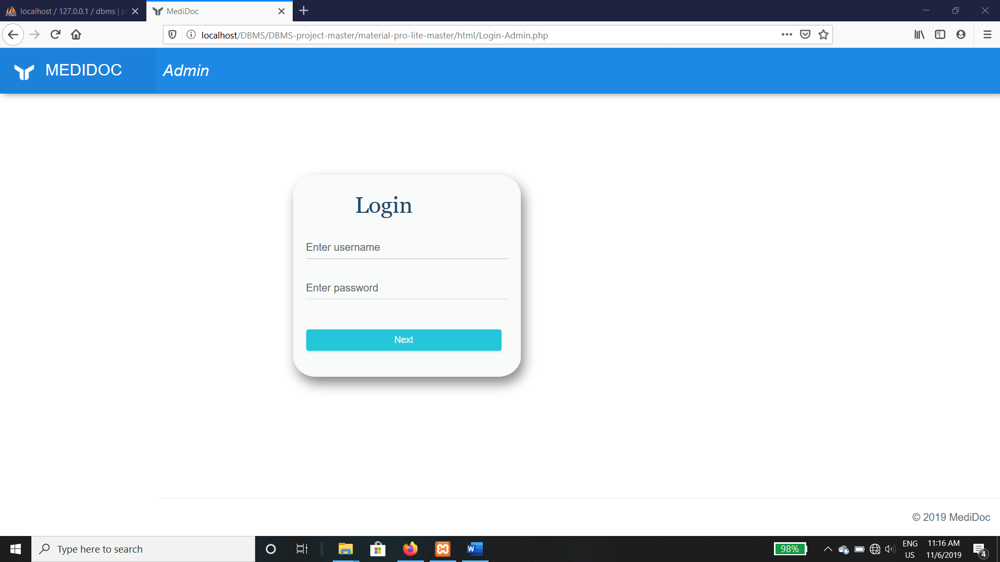 localhost / 127.0.0.1 / dbms | p
MediDoc
localhost/DBMS/DBMS-project-master/material-pro-lite-master/html/Login-Admin.php
MEDIDOC
Admin
Login
Enter username
Enter password
Next
© 2019 MediDoc
Type here to search
98%
ENG
US
11:16 AM
11/6/2019
4